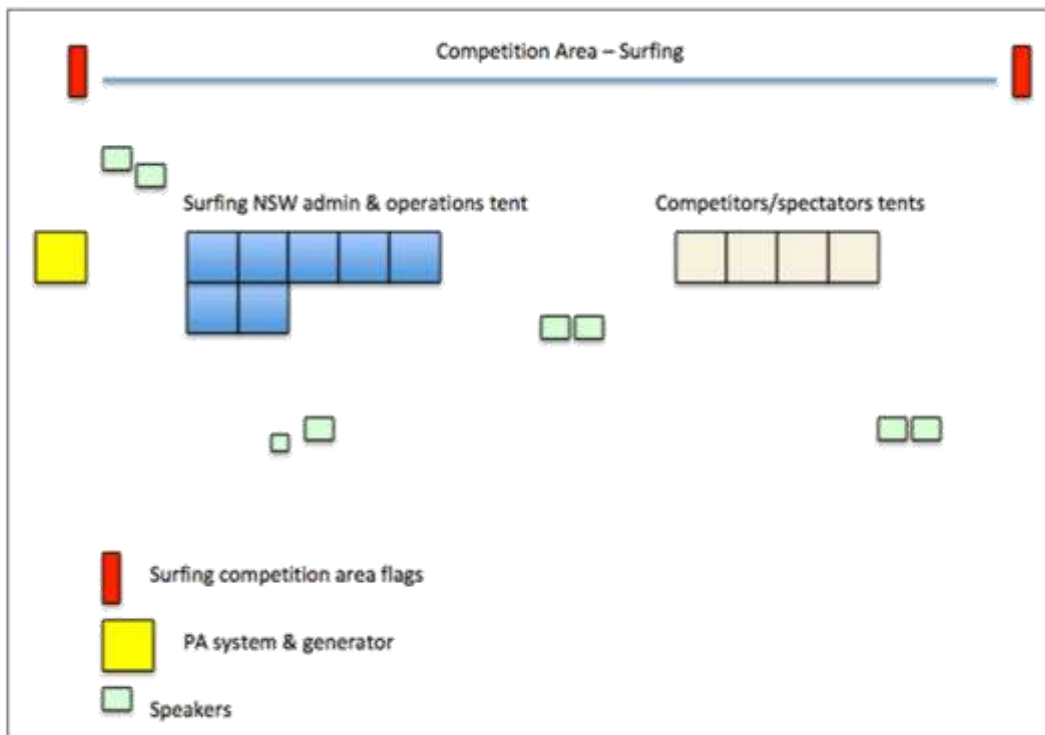 Competition Area – Surfing
Surfing NSW admin & operations tent
Competitors/spectators tents
Surfing competition area flags
PA system & generator
Speakers